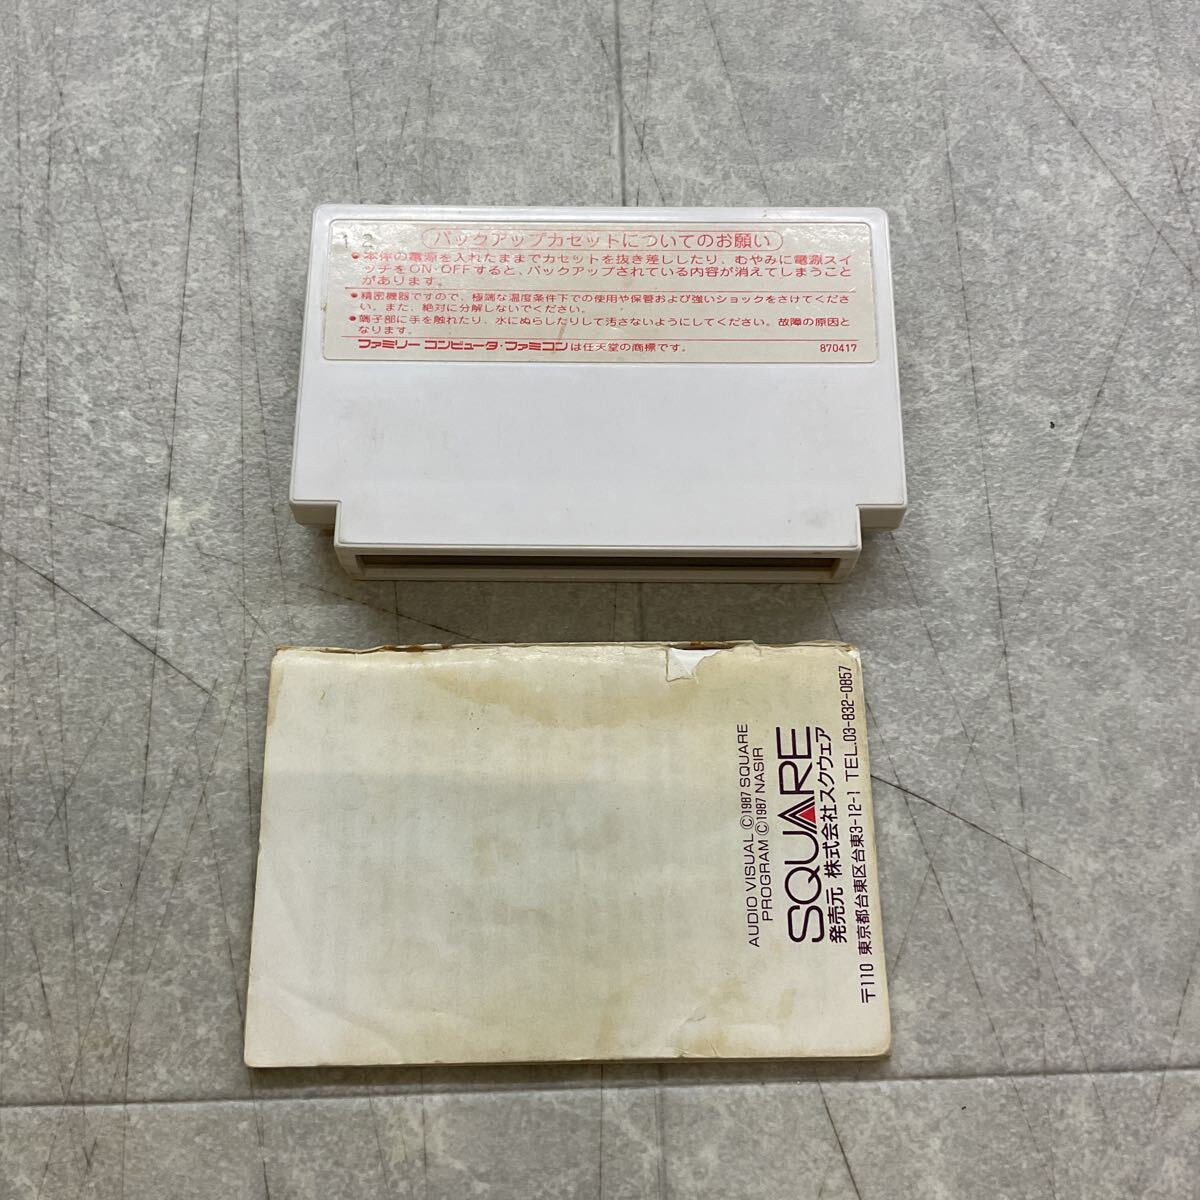 12
バックアップカセットについてのお願い
●本体の電源を入れたままでカセットを抜き差ししたり、むやみに電源スイ
ッチをON・OFFすると、バックアップされている内容が消えてしまうこと
があります。
●精密機器ですので、極端な温度条件下での使用や保管および強いショックをさけてくださ
い。また、絶対に分解しないでください。
●端子部に手を触れたり、水にぬらしたりして汚さないようにしてください。故障の原因と
なります。
ファミリー コンピュータ・ファミコンは任天堂の商標です。 870417
AUDIO VISUAL Ⓒ1987 SQUARE
PROGRAM Ⓒ1987 NASIR
SQUARE
発売元 株式会社スクウェア
〒110 東京都台東区台東3-12-1 TEL.03-832-0857